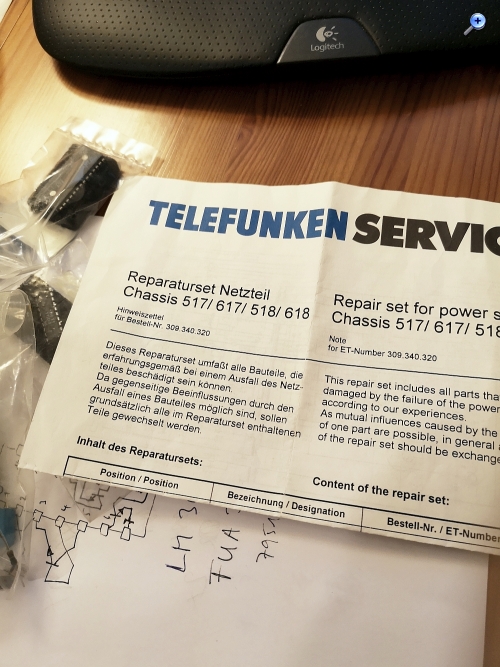 Logitech
TELEFUNKEN SERVIC
Reparaturset Netzteil
Chassis 517/ 617/ 518/ 618
Hinweiszettel
für Bestell-Nr. 309.340.320
Dieses Reparaturset umfaßt alle Bauteile, die
erfahrungsgemäß bei einem Ausfall des Netz-
teiles beschädigt sein können.
Da gegenseitige Beeinflussungen durch den
Ausfall eines Bauteiles möglich sind, sollen
grundsätzlich alle im Reparaturset enthaltenen
Teile gewechselt werden.
Repair set for power s
Chassis 517/ 617/ 518
Note
for ET-Number 309.340.320
This repair set includes all parts that
damaged by the failure of the power
according to our experiences.
As mutual influences caused by the
of one part are possible, in general a
of the repair set should be exchange
Inhalt des Reparatursets:
Content of the repair set:
Position / Position
Bezeichnung / Designation
Bestell-Nr. / ET-Number
LM 3
TUA
795